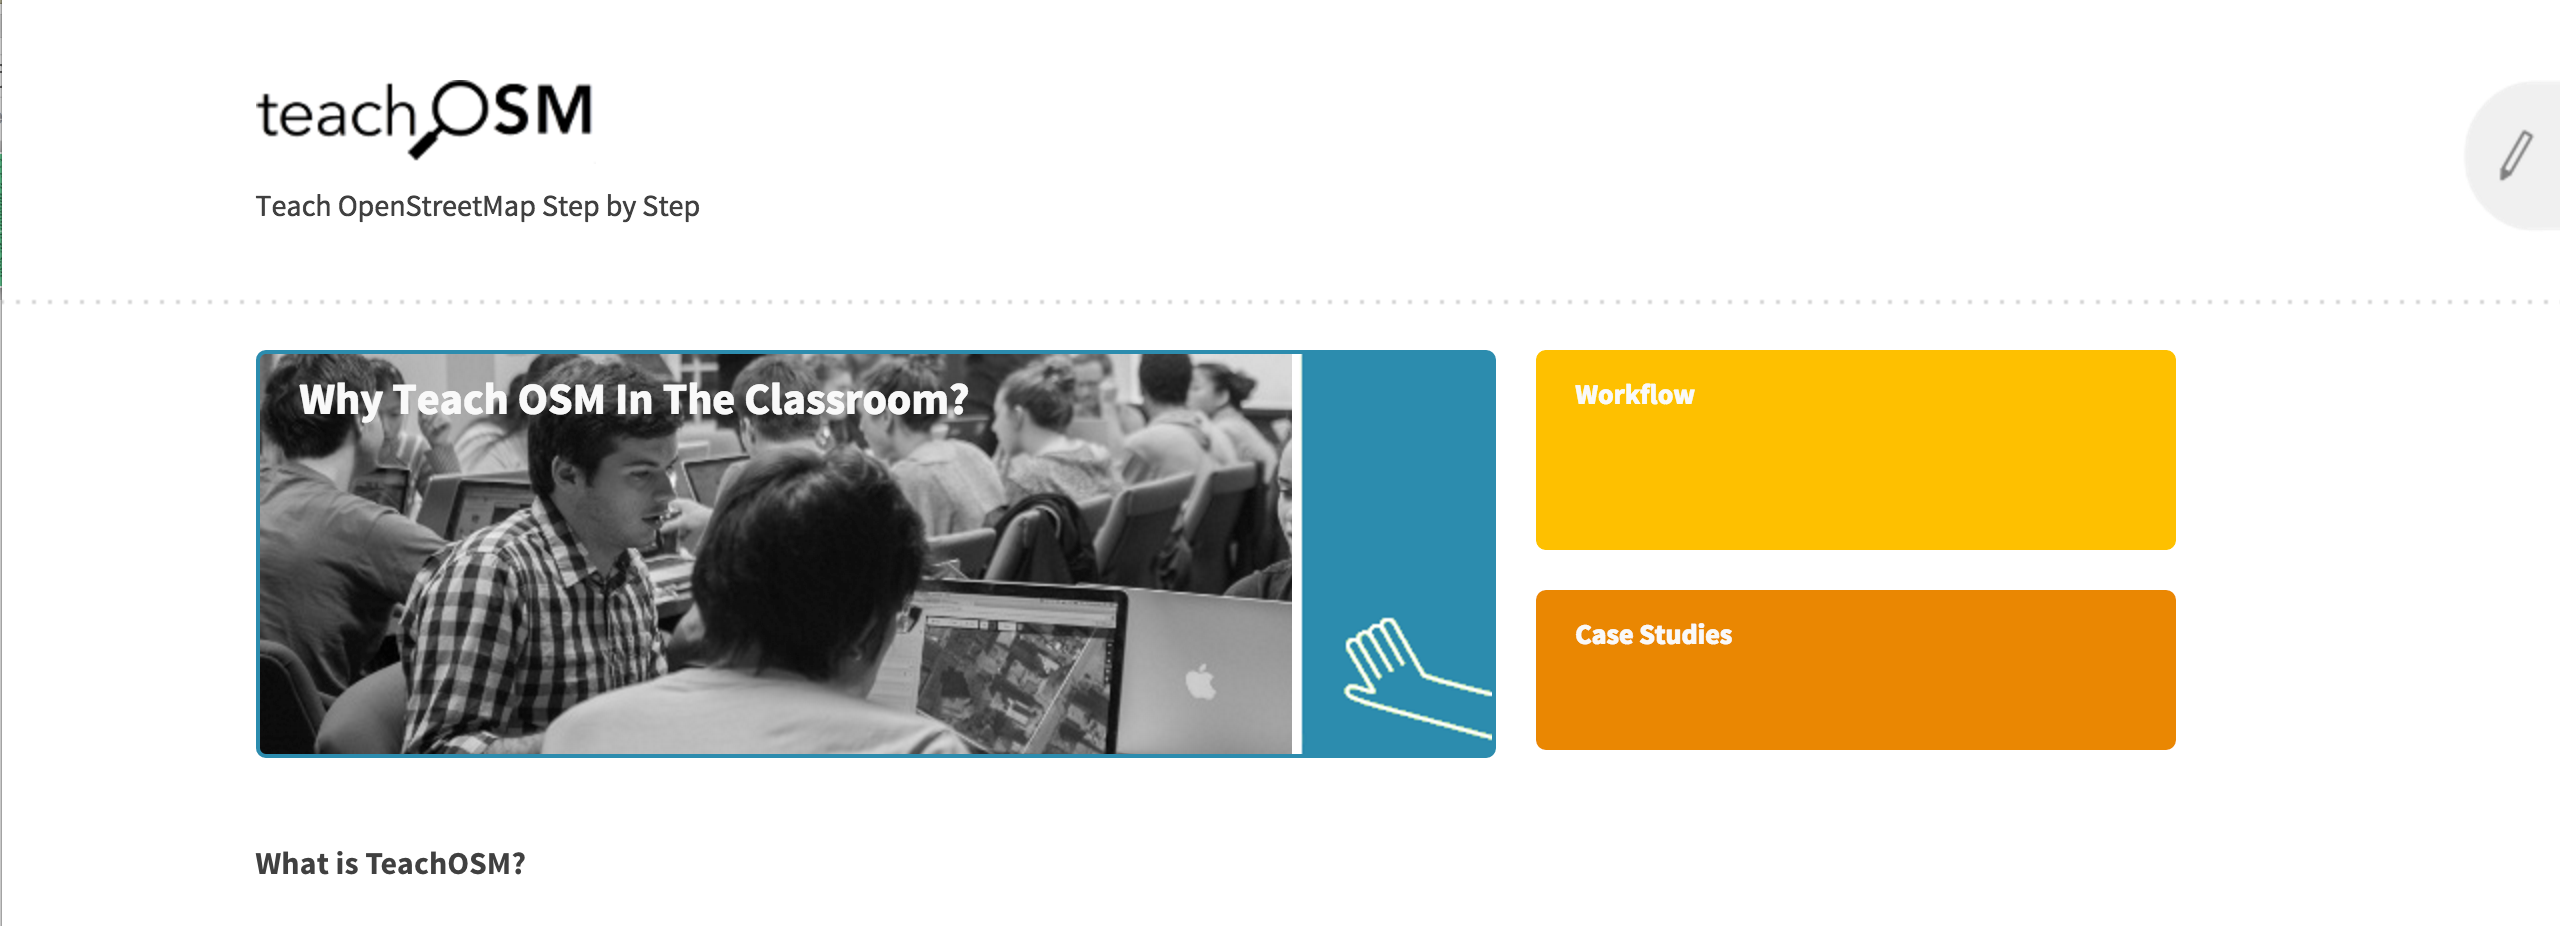 teachOSM
Teach OpenStreetMap Step by Step
Why Teach OSM In The Classroom?
Workflow
Case Studies
What is TeachOSM?